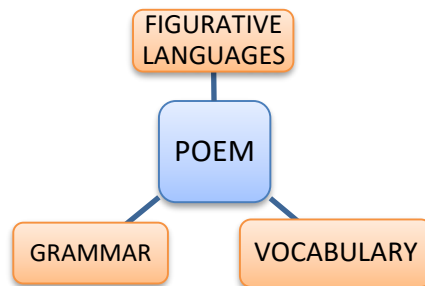 FIGURATIVE
LANGUAGES
POEM
GRAMMAR
VOCABULARY